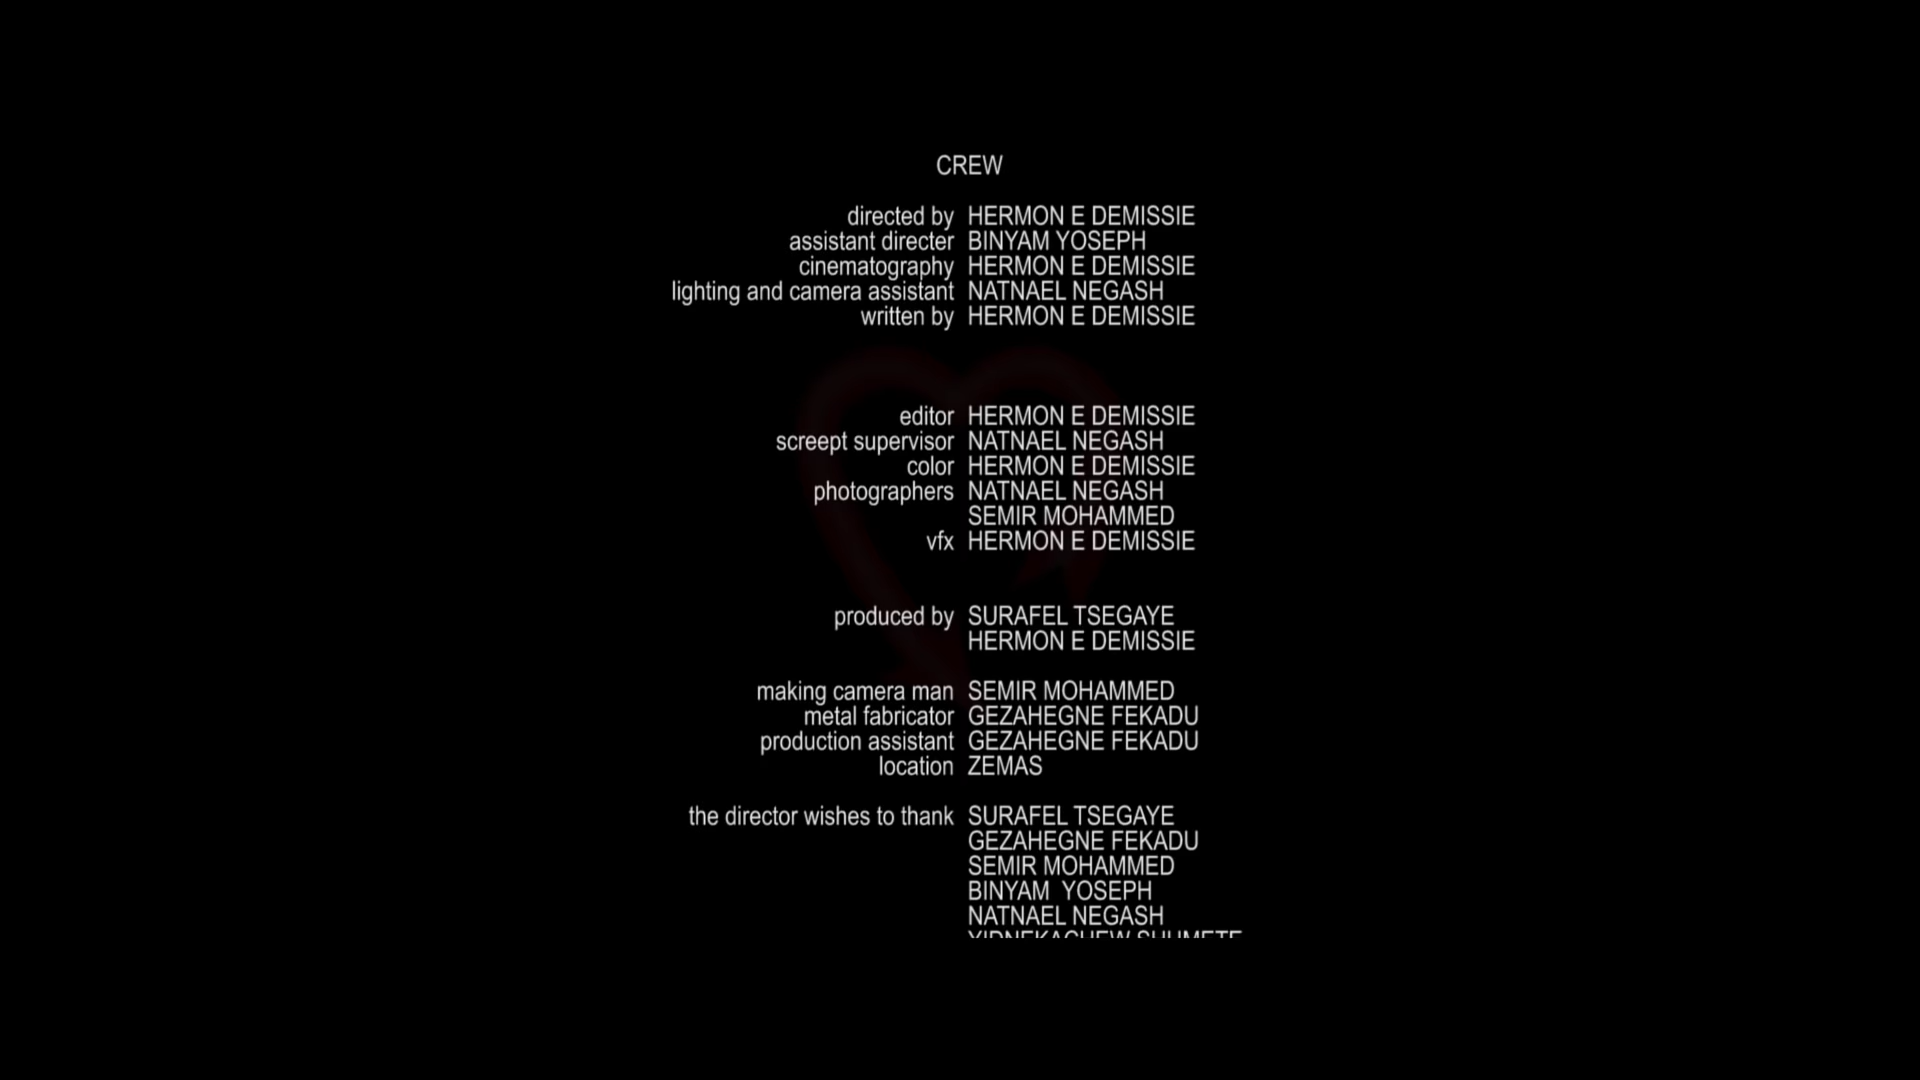 CREW
directed by HERMON E DEMISSIE
assistant directer BINYAM YOSEPH
cinematography HERMON E DEMISSIE
lighting and camera assistant NATNAEL NEGASH
written by HERMON E DEMISSIE
editor HERMON E DEMISSIE
screept supervisor NATNAEL NEGASH
color HERMON E DEMISSIE
photographers NATNAEL NEGASH
SEMIR MOHAMMED
vfx HERMON E DEMISSIE
produced by SURAFEL TSEGAYE
HERMON E DEMISSIE
making camera man SEMIR MOHAMMED
metal fabricator GEZAHEGNE FEKADU
production assistant GEZAHEGNE FEKADU
location ZEMAS
the director wishes to thank SURAFEL TSEGAYE
GEZAHEGNE FEKADU
SEMIR MOHAMMED
BINYAM YOSEPH
NATNAEL NEGASH